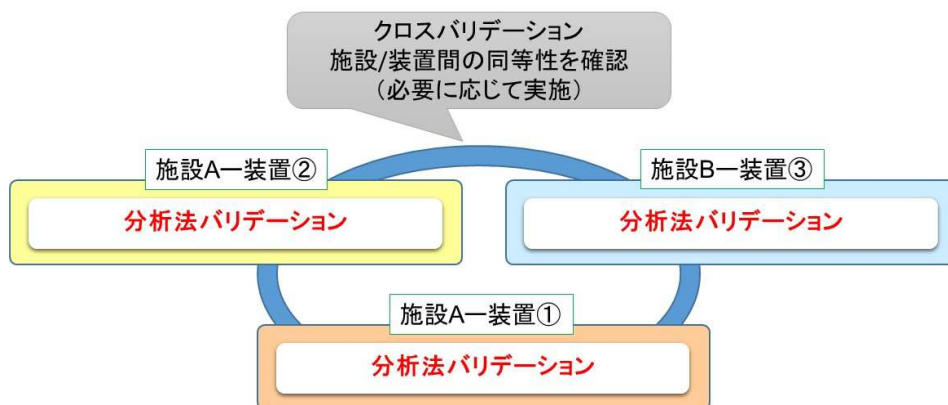 クロスバリデーション
施設/装置間の同等性を確認
（必要に応じて実施）
施設Aー装置②
分析法バリデーション
施設Bー装置③
分析法バリデーション
施設Aー装置①
分析法バリデーション